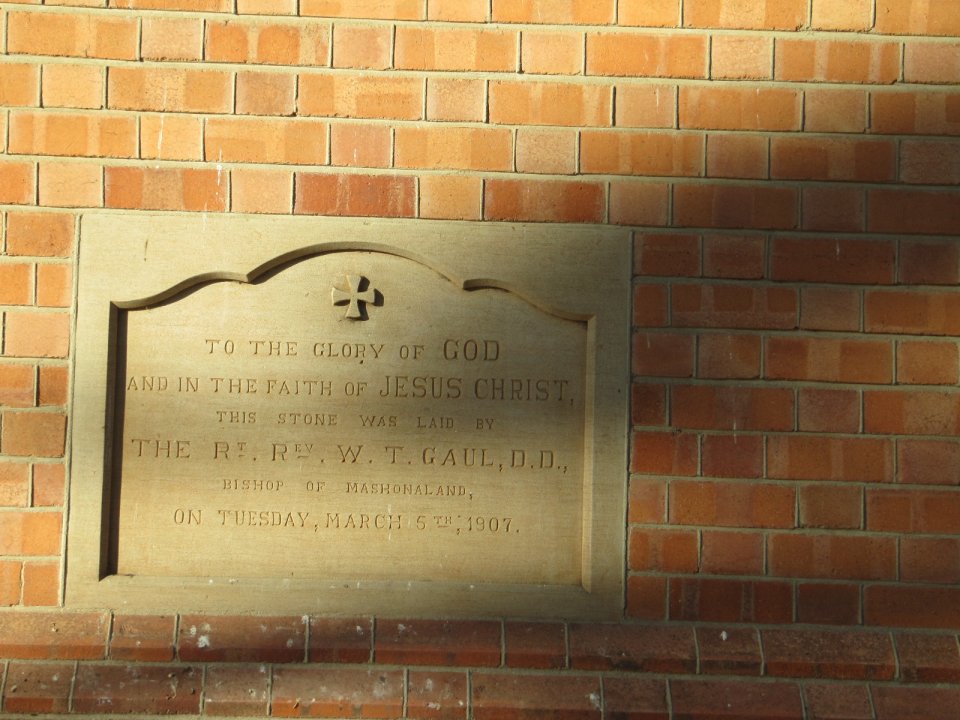 TO THE GLORY OF GOD
AND IN THE FAITH OF JESUS CHRIST,
THIS STONE WAS LAID BY
THE RT. REV. W. T. GAUL, D.D.,
BISHOP OF MASHONALAND,
ON TUESDAY, MARCH 5TH, 1907.